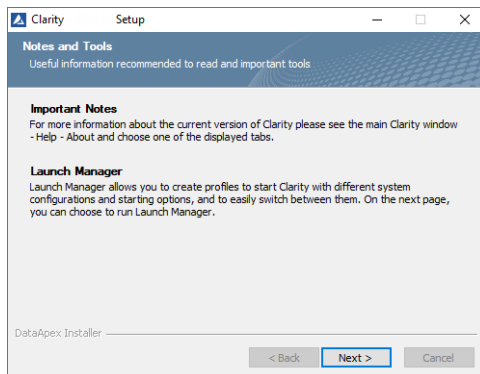 Clarity Setup
Notes and Tools
Useful information recommended to read and important tools
Important Notes
For more information about the current version of Clarity please see the main Clarity window
- Help - About and choose one of the displayed tabs.
Launch Manager
Launch Manager allows you to create profiles to start Clarity with different system
configurations and starting options, and to easily switch between them. On the next page,
you can choose to run Launch Manager.
DataApex Installer
< Back Next > Cancel